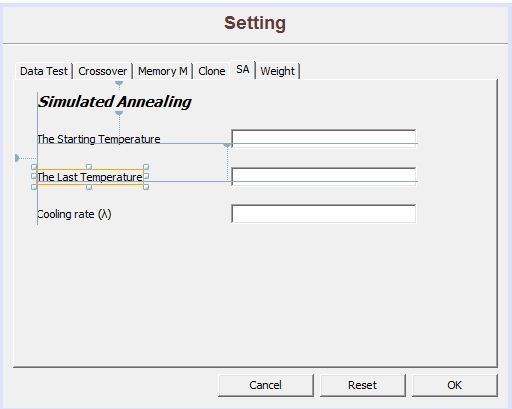 Setting
Data Test Crossover Memory M Clone SA Weight
Simulated Annealing
The Starting Temperature
The Last Temperature
Cooling rate (λ)
Cancel Reset OK